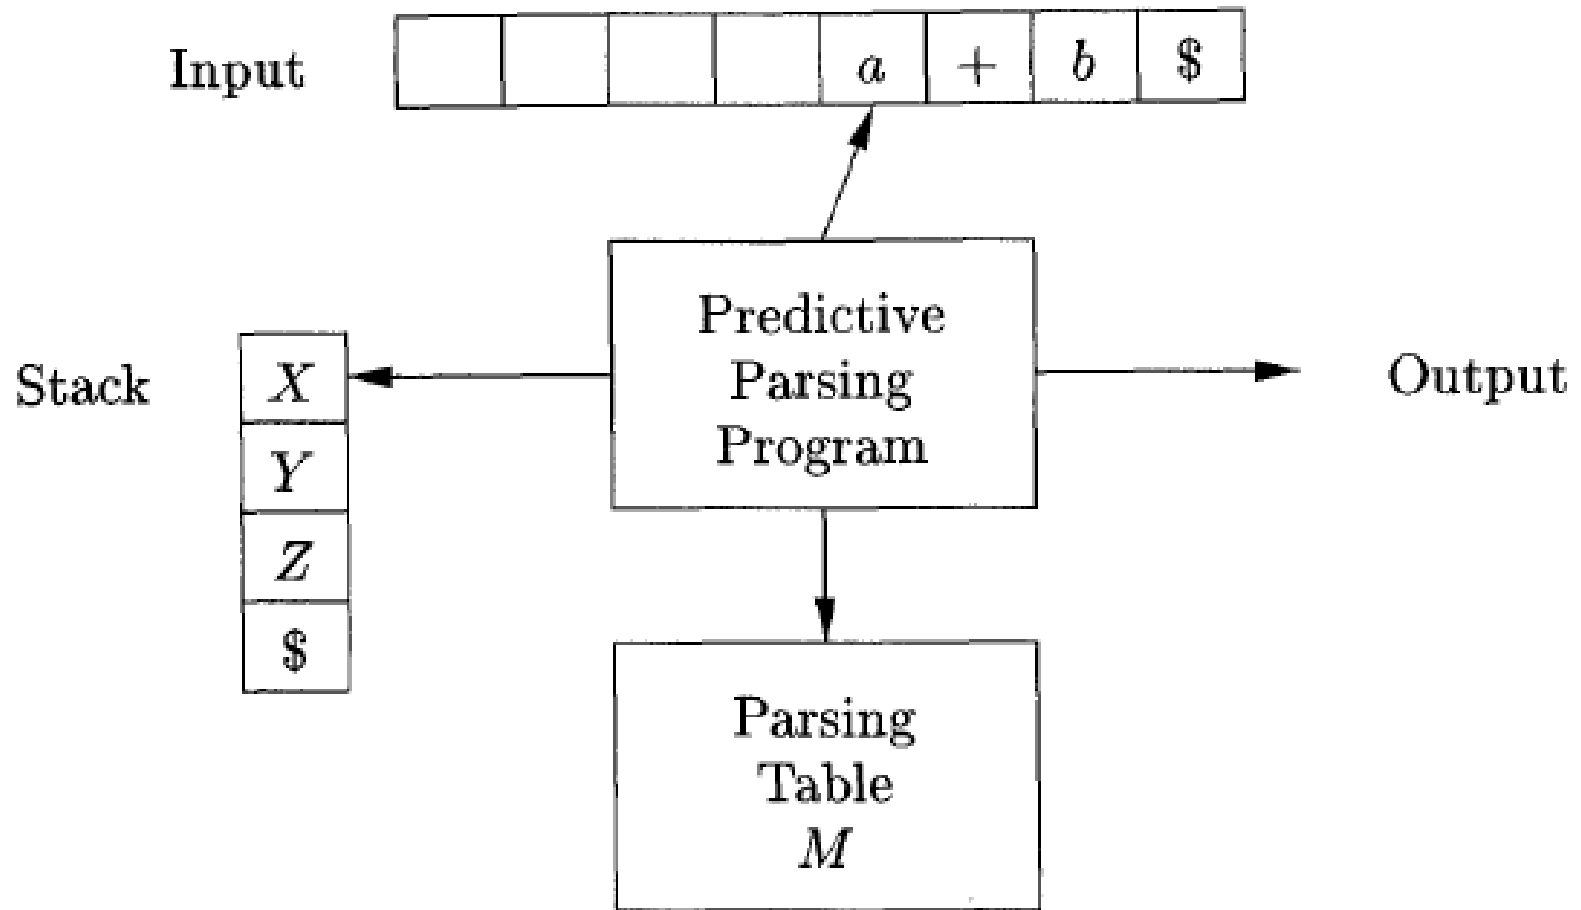 Input
a + b $
Predictive
Parsing
Program
Stack
X
Y
Z
$
Output
Parsing
Table
M